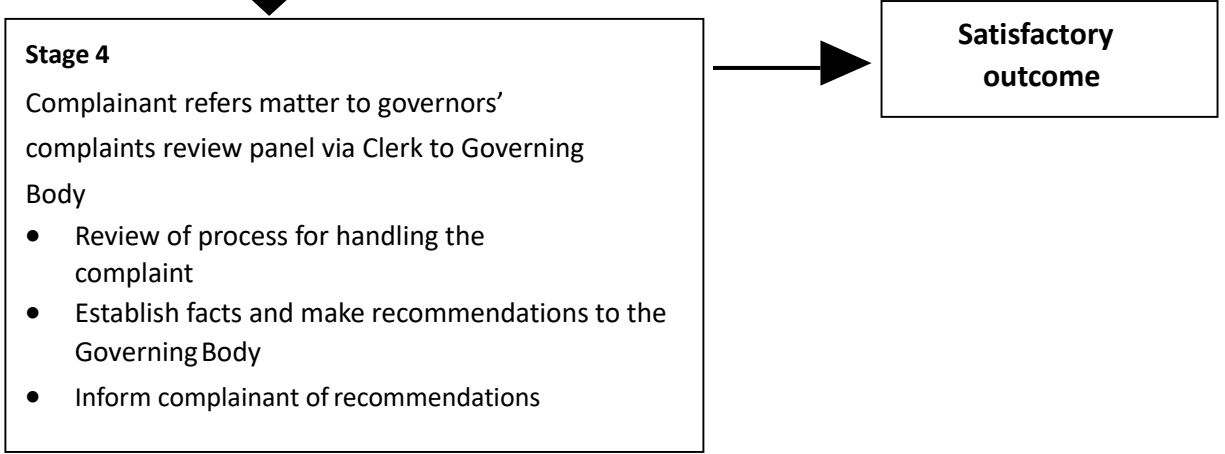 Stage 4
Complainant refers matter to governors’
complaints review panel via Clerk to Governing
Body
• Review of process for handling the
complaint
• Establish facts and make recommendations to the
Governing Body
• Inform complainant of recommendations
Satisfactory
outcome